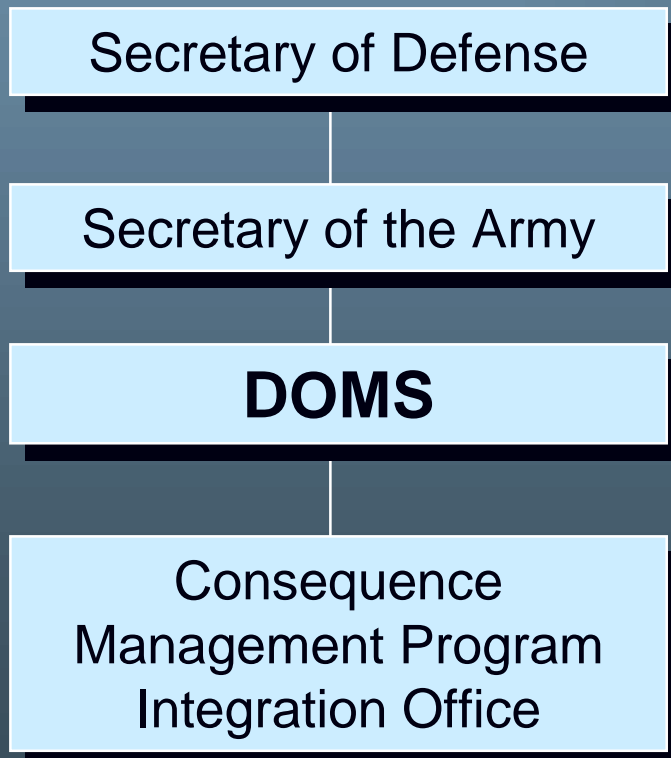 Secretary of Defense
Secretary of the Army
DOMS
Consequence
Management Program
Integration Office